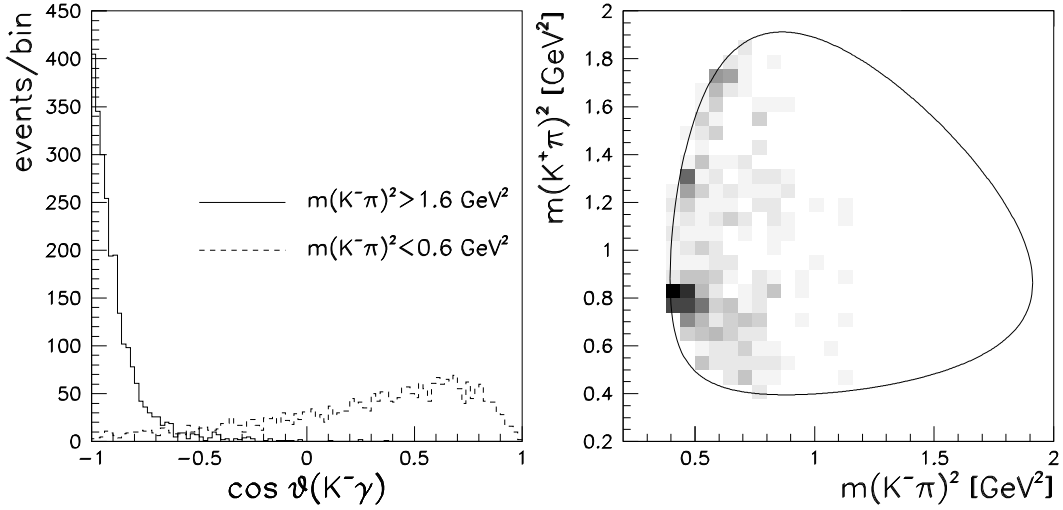 events/bin
450
400
350
300
250
200
150
100
50
0
m(K⁻π)²>1.6 GeV²
m(K⁻π)²<0.6 GeV²
-1 -0.5 0 0.5 1
cos ϑ(K⁻γ)
m(K⁺π)² [GeV²]
2
1.8
1.6
1.4
1.2
1
0.8
0.6
0.4
0.2
0.5 1 1.5 2
m(K⁻π)² [GeV²]